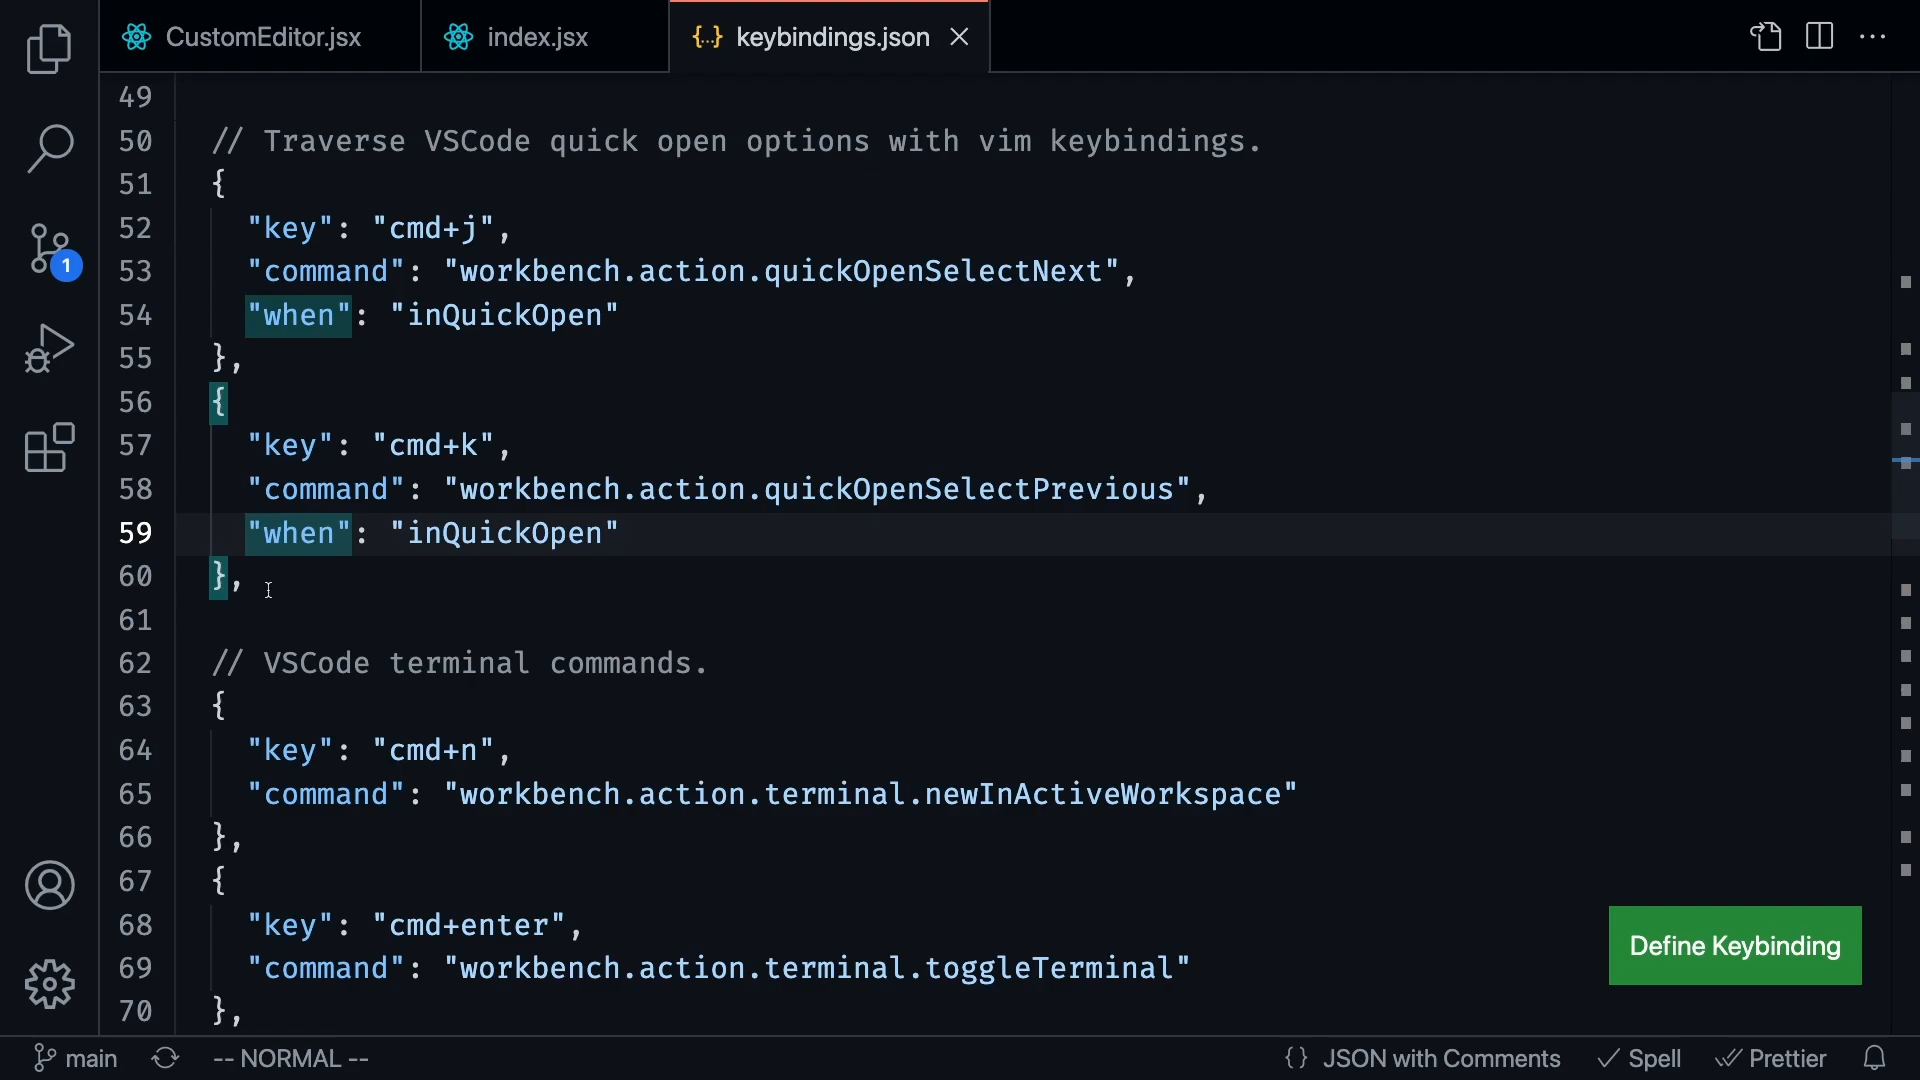 CustomEditor.jsx
index.jsx
{...} keybindings.json
49
50 // Traverse VSCode quick open options with vim keybindings.
51 {
52 "key": "cmd+j",
53 "command": "workbench.action.quickOpenSelectNext",
54 "when": "inQuickOpen"
55 },
56 {
57 "key": "cmd+k",
58 "command": "workbench.action.quickOpenSelectPrevious",
59 "when": "inQuickOpen"
60 },
61
62 // VSCode terminal commands.
63 {
64 "key": "cmd+n",
65 "command": "workbench.action.terminal.newInActiveWorkspace"
66 },
67 {
68 "key": "cmd+enter",
69 "command": "workbench.action.terminal.toggleTerminal"
70 },
1
Define Keybinding
main -- NORMAL -- {} JSON with Comments Spell Prettier